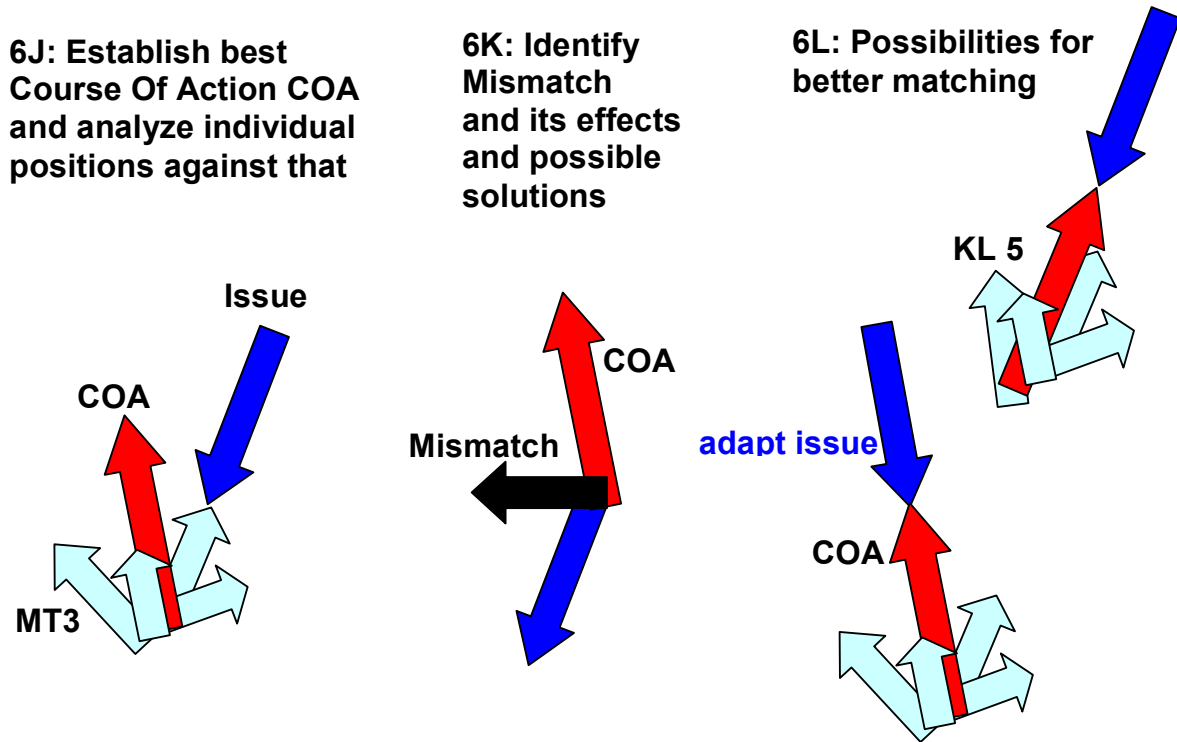 6J: Establish best
Course Of Action COA
and analyze individual
positions against that
6K: Identify
Mismatch
and its effects
and possible
solutions
6L: Possibilities for
better matching
Issue
COA
MT3
COA
Mismatch
KL 5
adapt issue
COA